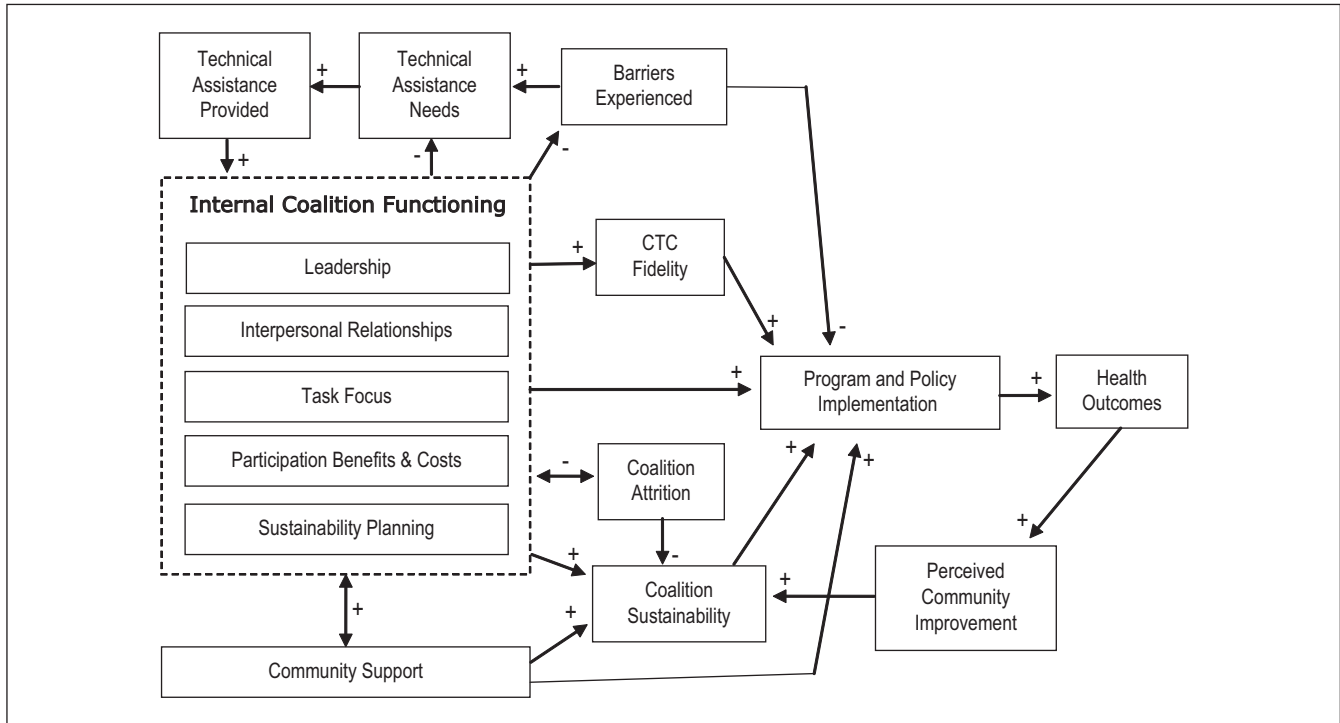 Technical
Assistance
Provided
+
Technical
Assistance
Needs
+
Barriers
Experienced
+
-
-
-
Internal Coalition Functioning
Leadership
Interpersonal Relationships
Task Focus
Participation Benefits & Costs
Sustainability Planning
+
CTC
Fidelity
+
+
Program and Policy
Implementation
+
Health
Outcomes
-
Coalition
Attrition
+
+
+
-
+
Coalition
Sustainability
+
Perceived
Community
Improvement
+
+
Community Support